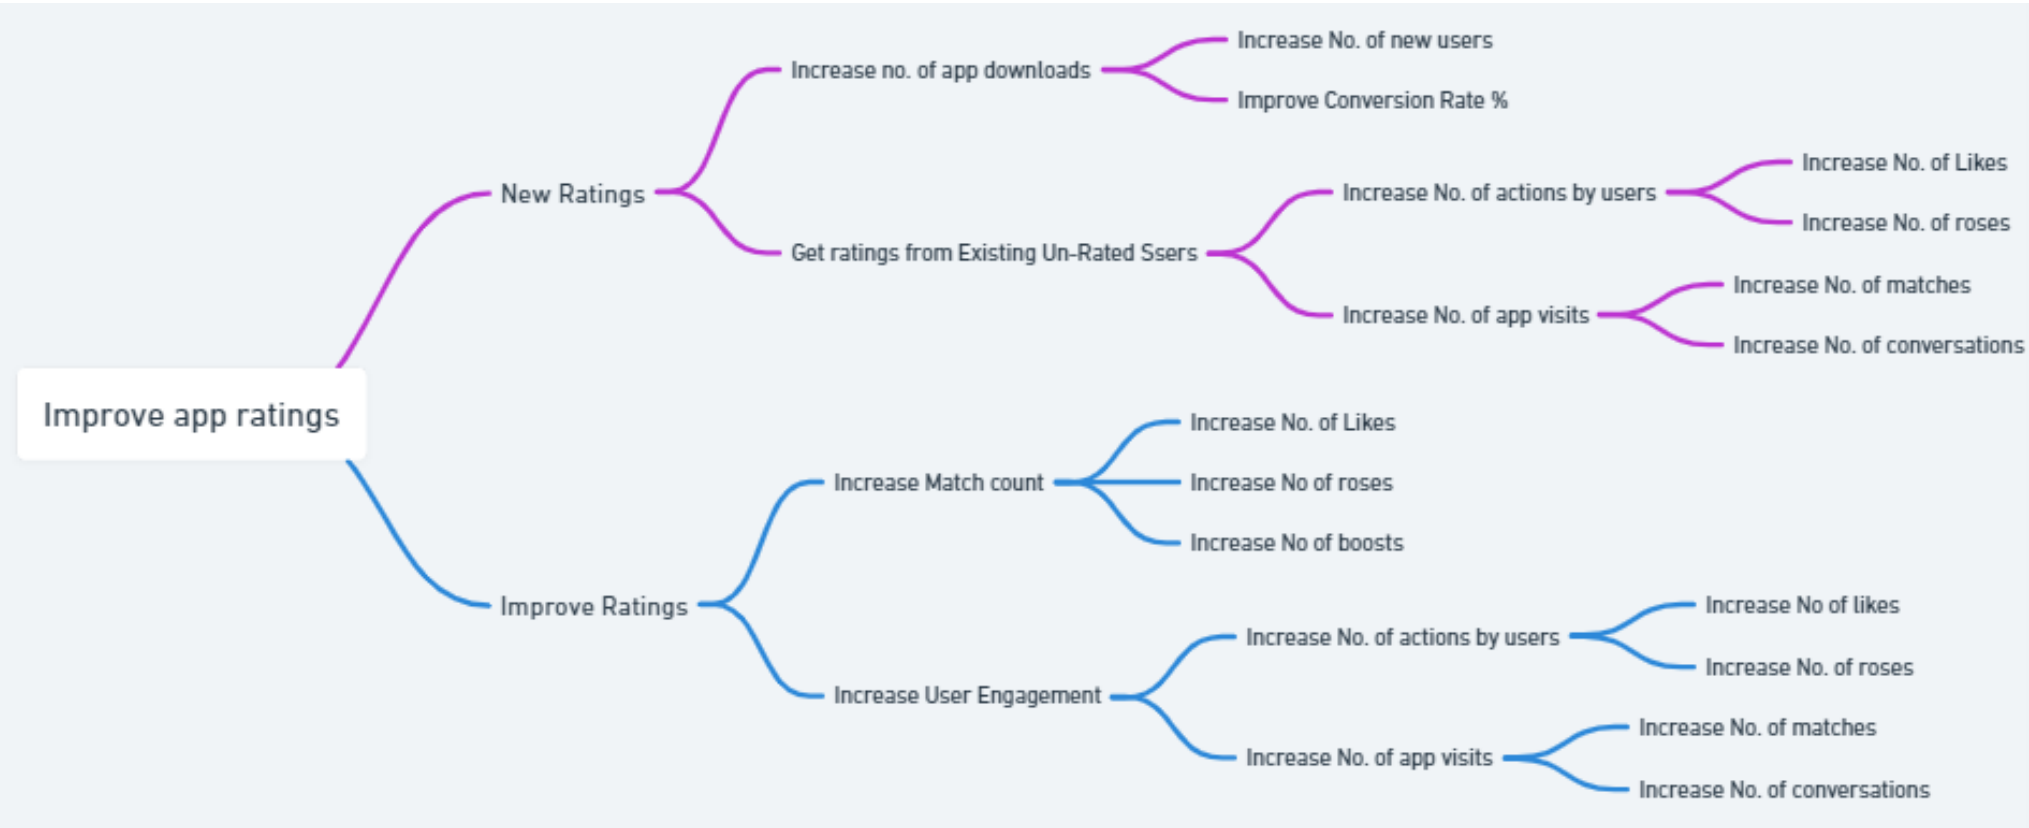 Improve app ratings
New Ratings
Increase no. of app downloads
Increase No. of new users
Improve Conversion Rate %
Get ratings from Existing Un-Rated Ssers
Increase No. of actions by users
Increase No. of Likes
Increase No. of roses
Increase No. of app visits
Increase No. of matches
Increase No. of conversations
Improve Ratings
Increase Match count
Increase No. of Likes
Increase No of roses
Increase No of boosts
Increase User Engagement
Increase No. of actions by users
Increase No of likes
Increase No. of roses
Increase No. of app visits
Increase No. of matches
Increase No. of conversations